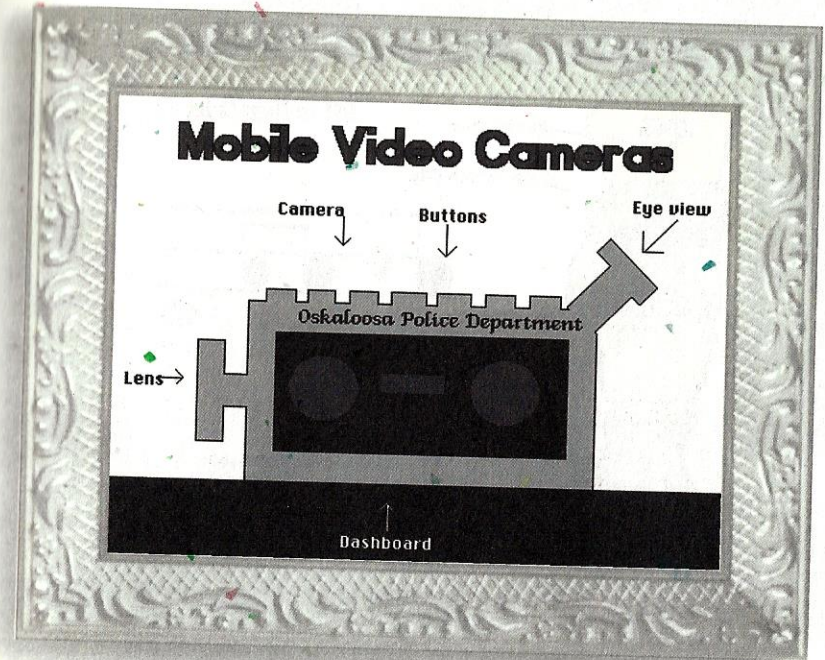 Mobile Video Cameras
Camera
Buttons
Eye view
Oskaloosa Police Department
Lens
Dashboard